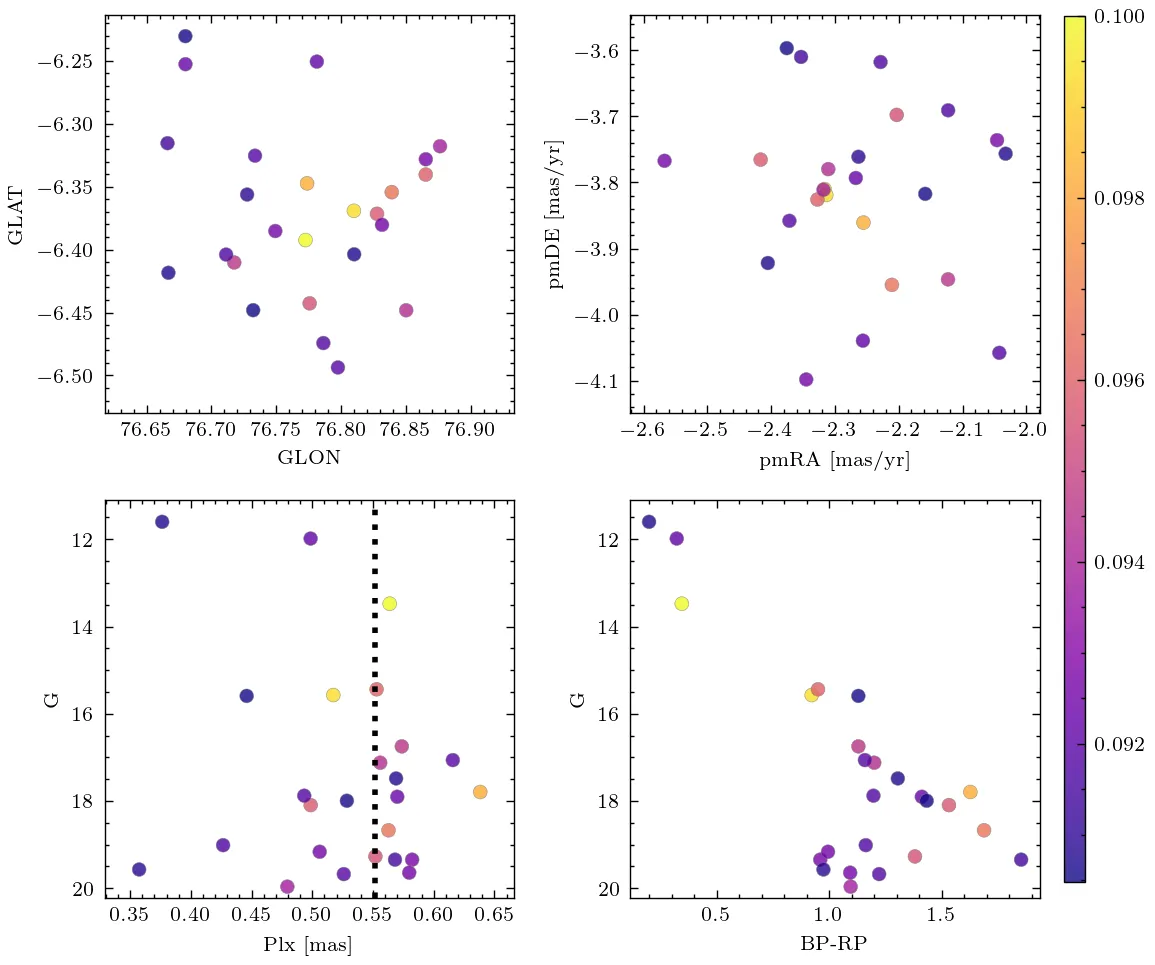 −6.25
−6.30
−6.35
−6.40
−6.45
−6.50
GLAT
76.65 76.70 76.75 76.80 76.85 76.90
GLON
−3.6
−3.7
−3.8
−3.9
−4.0
−4.1
pmDE [mas/yr]
−2.6 −2.5 −2.4 −2.3 −2.2 −2.1 −2.0
pmRA [mas/yr]
0.100
0.098
0.096
0.094
0.092
12
14
16
18
20
G
0.35 0.40 0.45 0.50 0.55 0.60 0.65
Plx [mas]
12
14
16
18
20
G
0.5 1.0 1.5
BP-RP